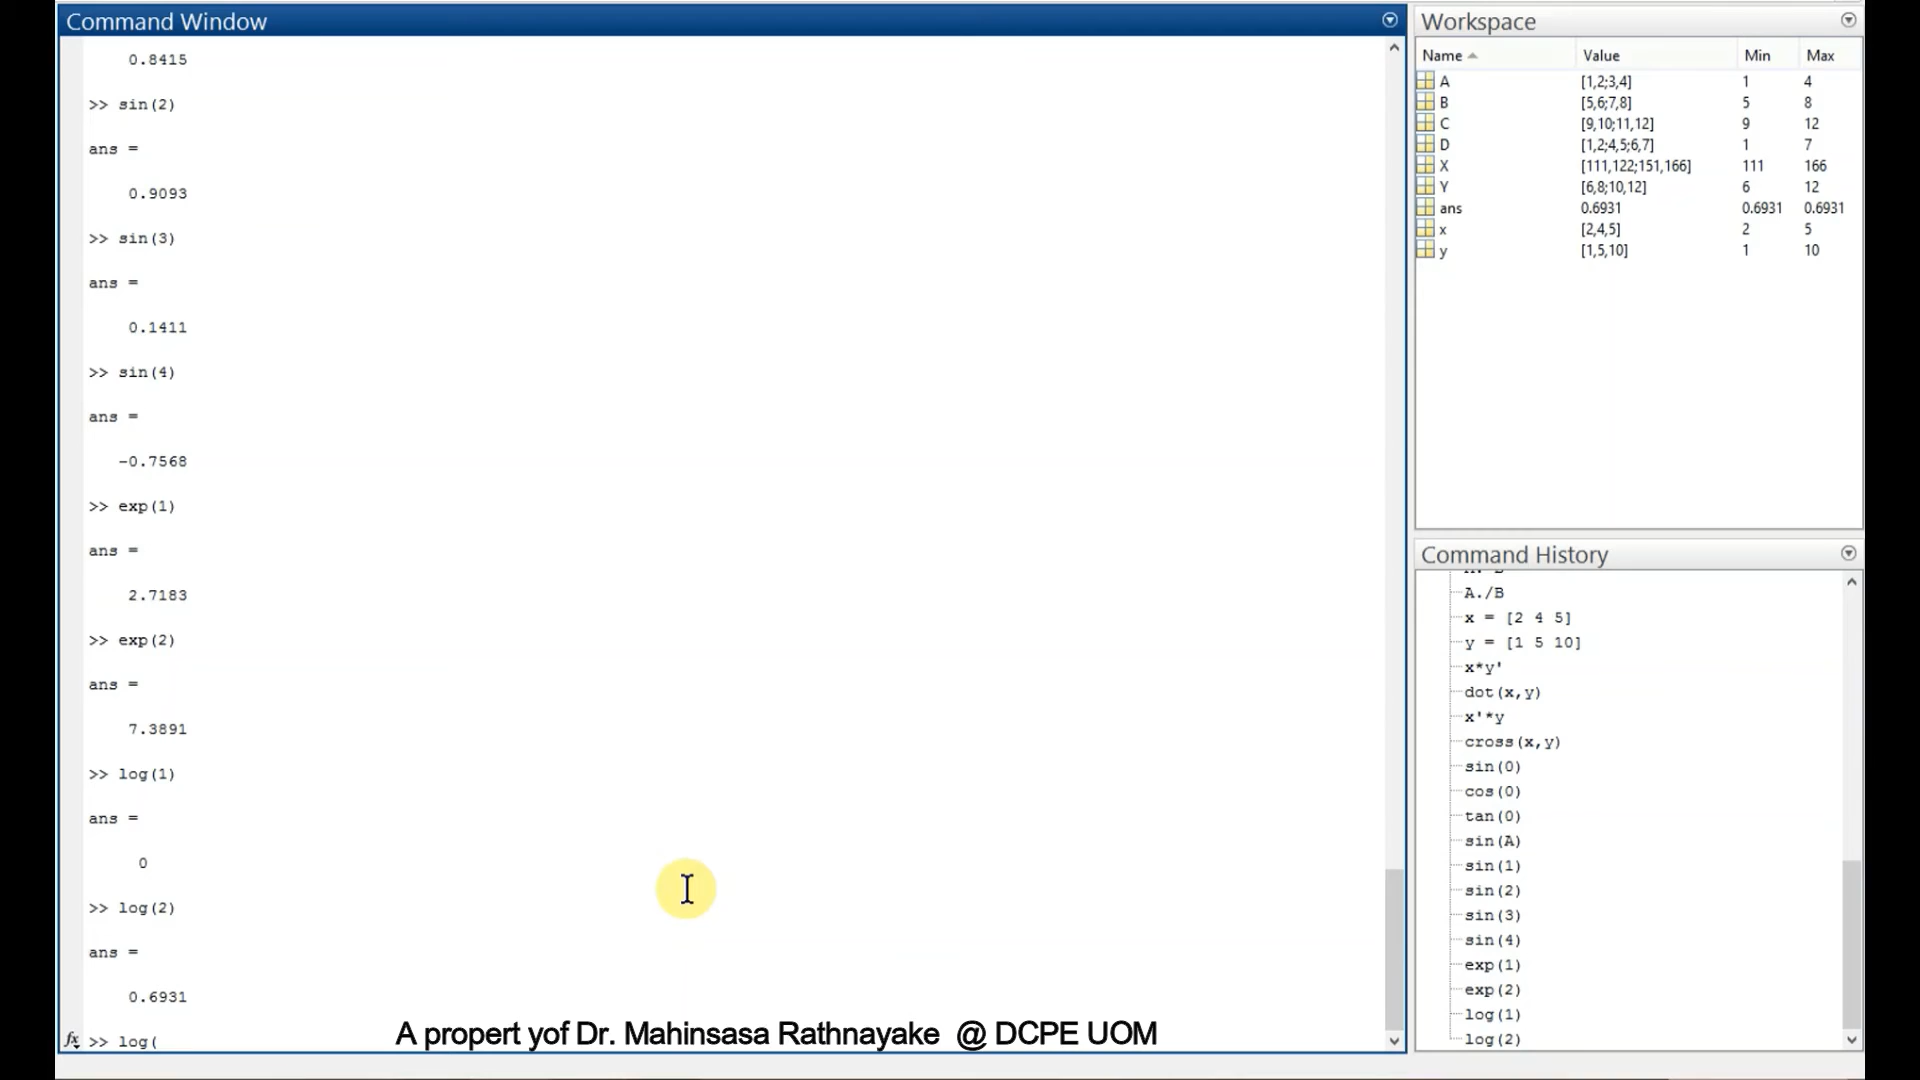 Command Window
0.8415
>> sin(2)
ans =
0.9093
>> sin(3)
ans =
0.1411
>> sin(4)
ans =
-0.7568
>> exp(1)
ans =
2.7183
>> exp(2)
ans =
7.3891
>> log(1)
ans =
0
>> log(2)
ans =
0.6931
fx >> log(
A propert yof Dr. Mahinsasa Rathnayake @ DCPE UOM
Workspace
Name Value Min Max
A [1,2;3,4] 1 4
B [5,6;7,8] 5 8
C [9,10;11,12] 9 12
D [1,2;4,5;6,7] 1 7
X [111,122;151,166] 111 166
Y [6,8;10,12] 6 12
ans 0.6931 0.6931 0.6931
x [2,4,5] 2 5
y [1,5,10] 1 10
Command History
A./B
x = [2 4 5]
y = [1 5 10]
x*y'
dot(x,y)
x'*y
cross(x,y)
sin(0)
cos(0)
tan(0)
sin(A)
sin(1)
sin(2)
sin(3)
sin(4)
exp(1)
exp(2)
log(1)
log(2)